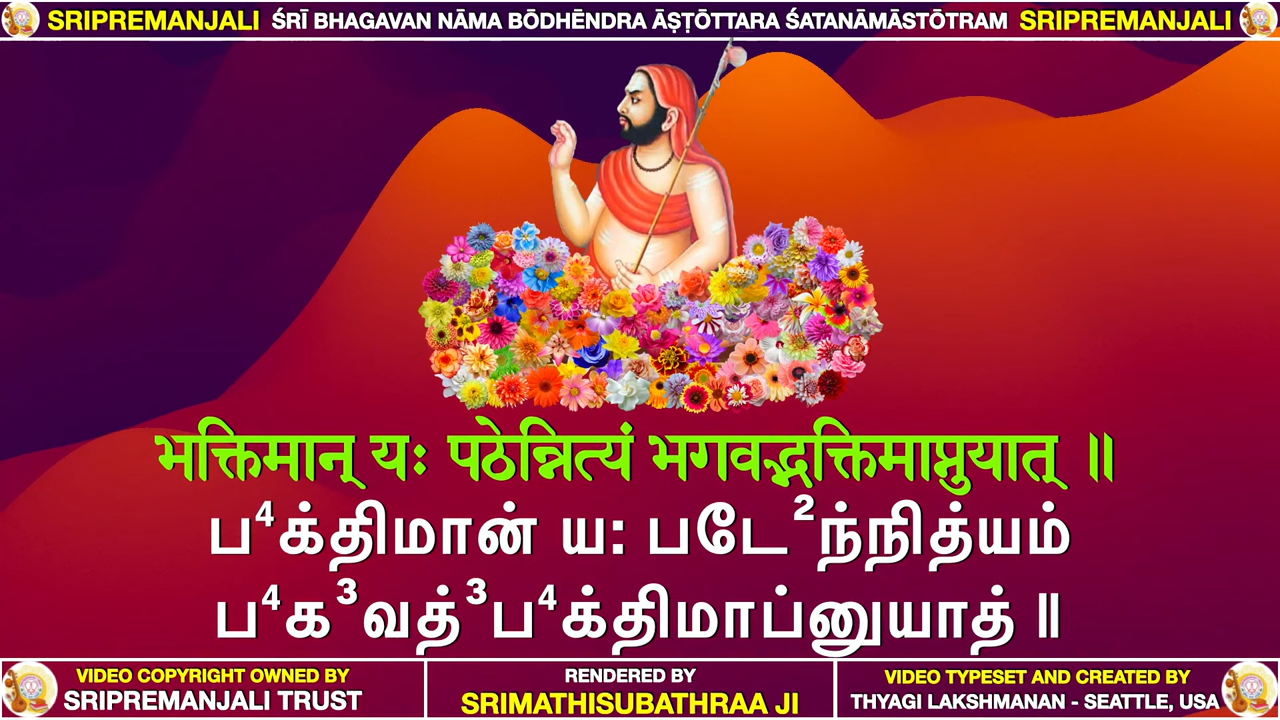 SRIPREMANJALI ŚRĪ BHAGAVAN NĀMA BŌDHĒNDRA ĀṢṬŌTTARA ŚATANĀMĀSTŌTRAM SRIPREMANJALI
भक्तिमान् यः पठेन्नित्यं भगवद्भक्तिमाप्नुयात् ॥
ப⁴க்திமான் ய: படே²ந்நித்யம்
ப⁴க³வத்³ப⁴க்திமாப்னுயாத் ॥
VIDEO COPYRIGHT OWNED BY
SRIPREMANJALI TRUST
RENDERED BY
SRIMATHISUBATHRAA JI
VIDEO TYPESET AND CREATED BY
THYAGI LAKSHMANAN - SEATTLE, USA